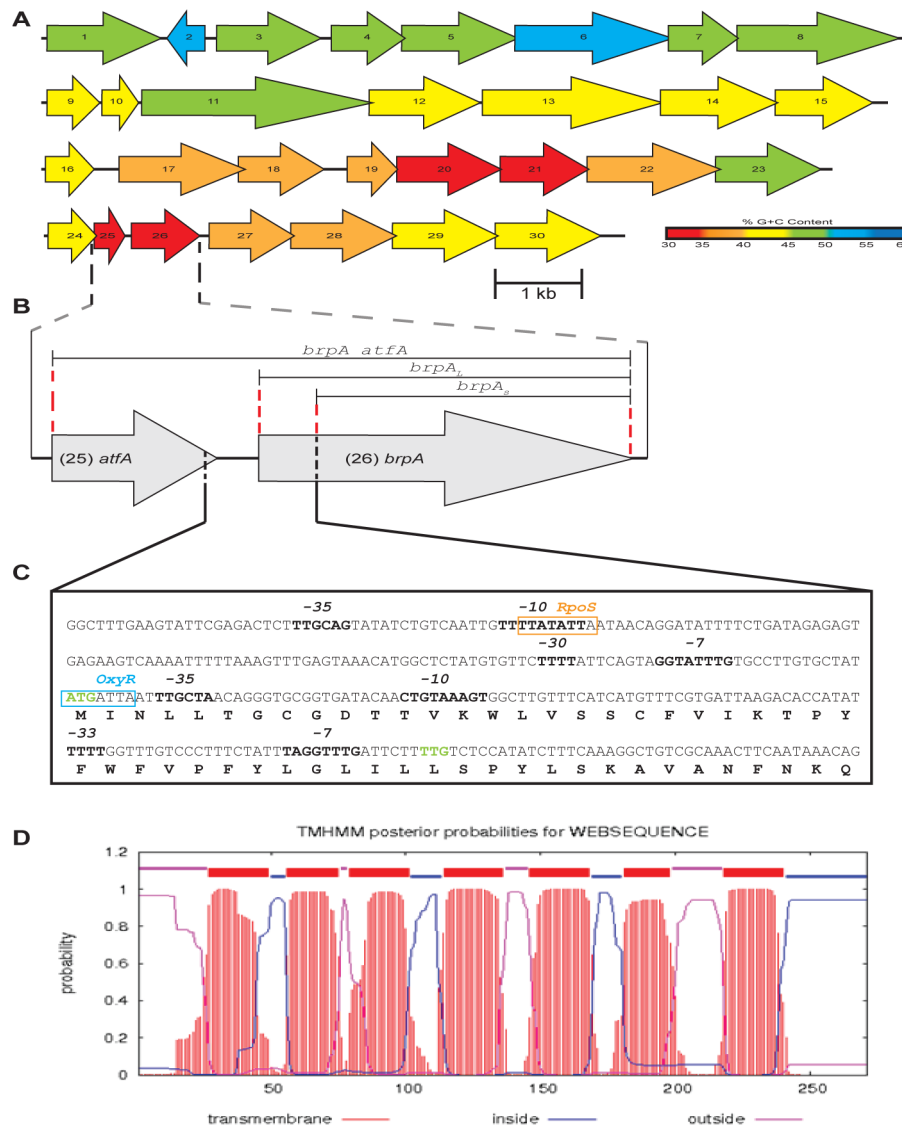 A
1 2 3 4 5 6 7 8
9 10 11 12 13 14 15
16 17 18 19 20 21 22 23
24 25 26 27 28 29 30
% G+C Content
30 35 40 45 50 55 6
1 kb
B
brpA atfA
brpA_L
brpA_S
(25) atfA (26) brpA
C
-35 -10 RpoS
GGCTTTGAAGTATTCGAGACTCTTTGCAGTATATCTGTCAATTGTTTTATATTAATAACAGGATATTTTCTGATAGAGAGT
-30 -7
GAGAAGTCAAAATTTTTAAAGTTTGAGTAAACATGGCTCTATGTGTTCTTTTATTCAGTAGGTATTTGTGCCTTGTGCTAT
OxyR -35 -10
ATGATTAATTTGCTAACAGGGTGCGGTGATACAACTGTAAAGTGGCTTGTTTCATCATGTTTCGTGATTAAGACACCATAT
M I N L L T G C G D T T V K W L V S S C F V I K T P Y
-33 -7
TTTTGGTTTGTCCCTTTCTATTTAGGTTTGATTCTTTTGTCTCCATATCTTTCAAAGGCTGTCGCAAACTTCAATAAACAG
F W F V P F Y L G L I L L S P Y L S K A V A N F N K Q
D
TMHMM posterior probabilities for WEBSEQUENCE
1.2
1
0.8
0.6
0.4
0.2
0
probability
50 100 150 200 250
transmembrane inside outside